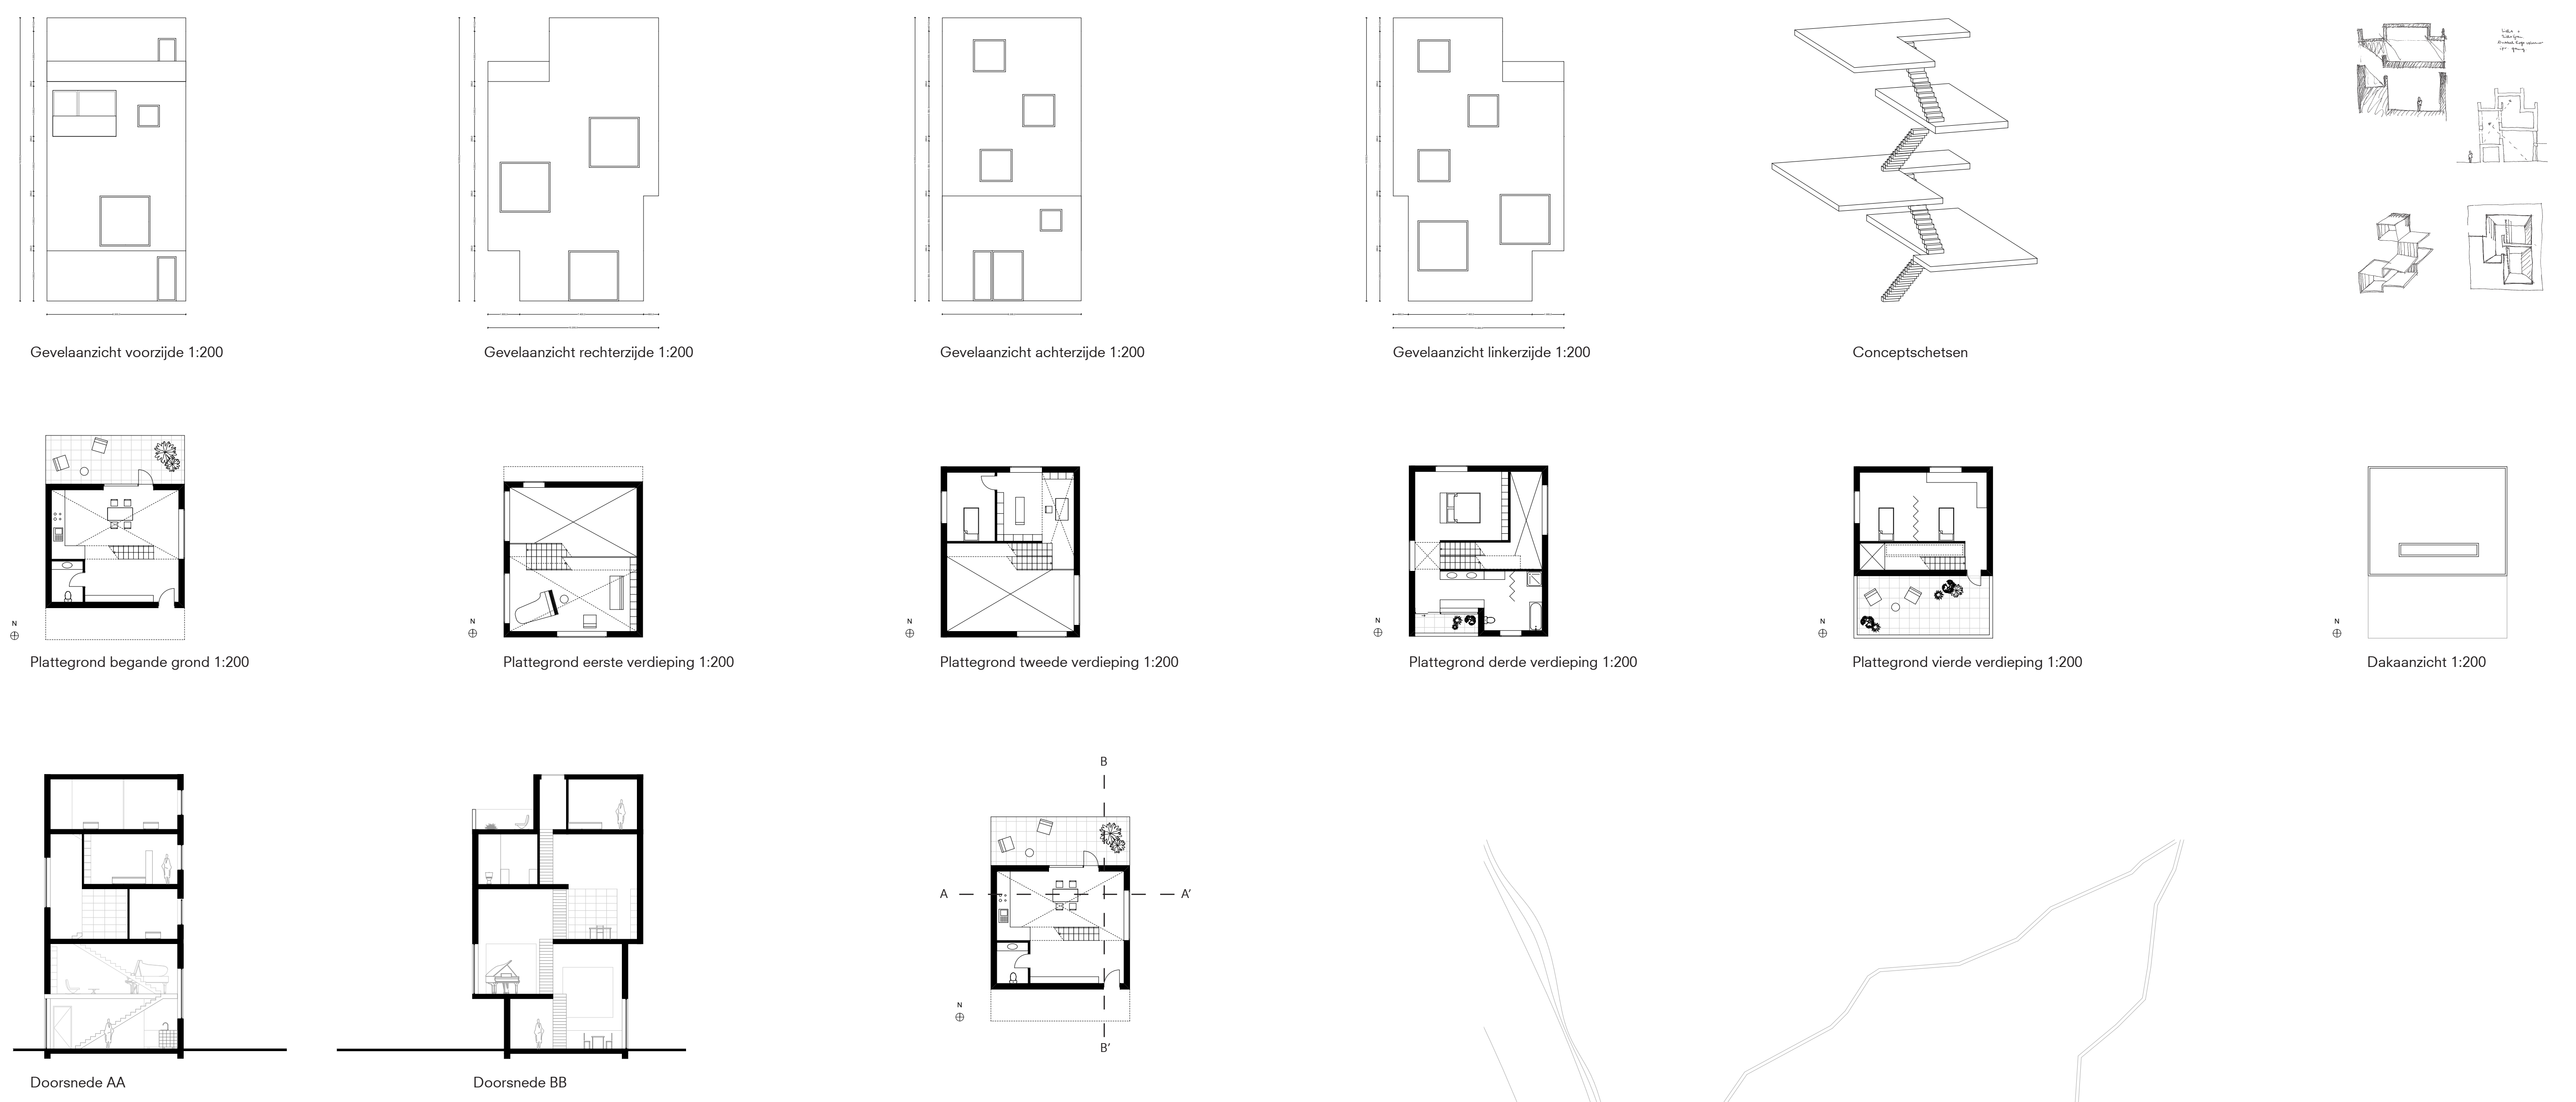 Gevelaanzicht voorzijde 1:200
Gevelaanzicht rechterzijde 1:200
Gevelaanzicht achterzijde 1:200
Gevelaanzicht linkerzijde 1:200
Conceptschetsen
N
N
N
N
N
N
Plattegrond begande grond 1:200
Plattegrond eerste verdieping 1:200
Plattegrond tweede verdieping 1:200
Plattegrond derde verdieping 1:200
Plattegrond vierde verdieping 1:200
Dakaanzicht 1:200
B
A
A’
N
B’
Doorsnede AA
Doorsnede BB